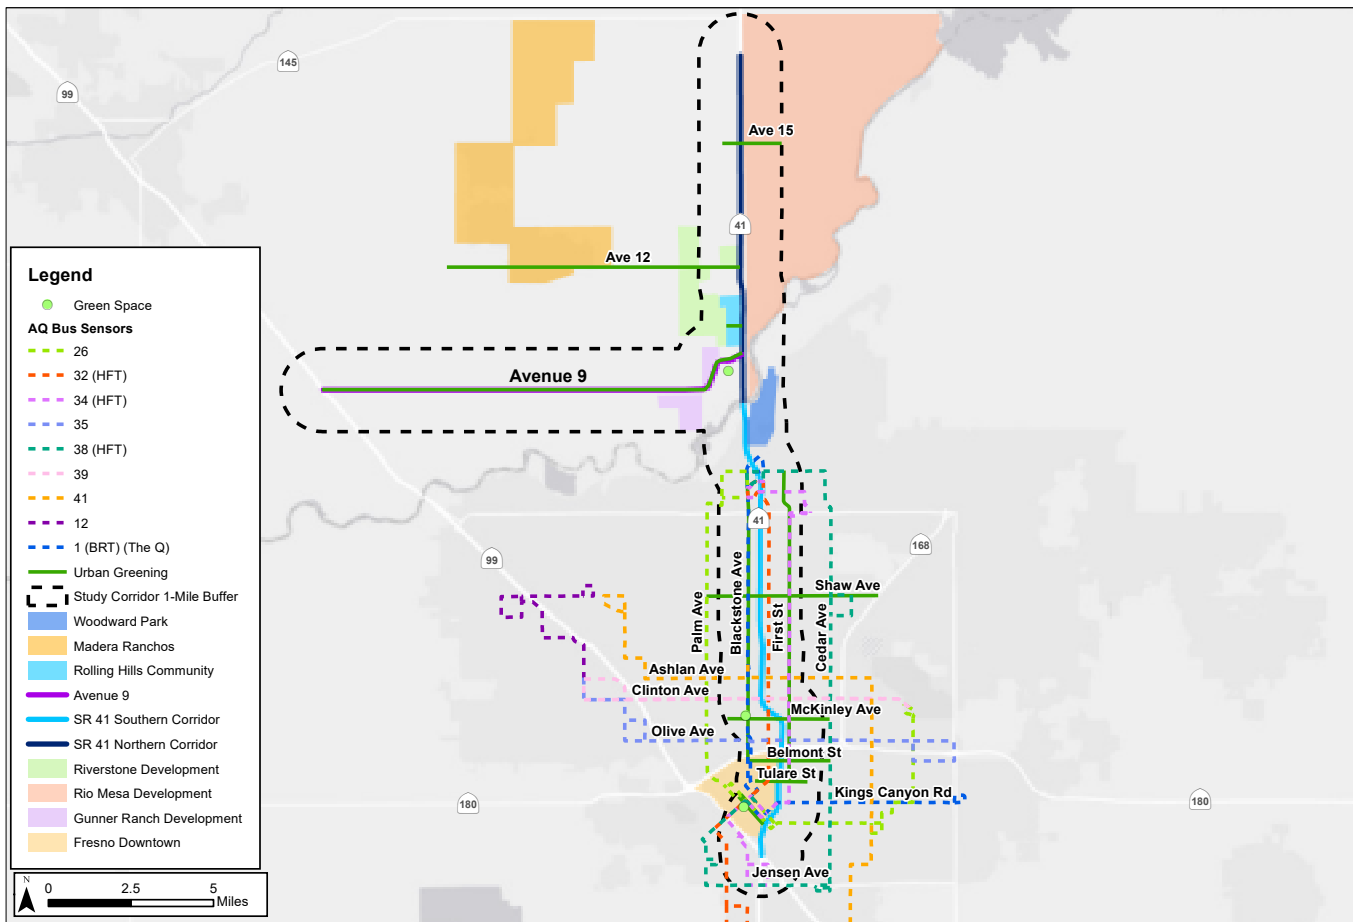 145
99
Ave 15
41
Ave 12
Avenue 9
Legend
Green Space
AQ Bus Sensors
26
32 (HFT)
34 (HFT)
35
38 (HFT)
39
41
12
1 (BRT) (The Q)
Urban Greening
Study Corridor 1-Mile Buffer
Woodward Park
Madera Ranchos
Rolling Hills Community
Avenue 9
SR 41 Southern Corridor
SR 41 Northern Corridor
Riverstone Development
Rio Mesa Development
Gunner Ranch Development
Fresno Downtown
N
0 2.5 5
Miles
41
168
99
Shaw Ave
Palm Ave
Blackstone Ave
First St
Cedar Ave
Ashlan Ave
Clinton Ave
McKinley Ave
Olive Ave
Belmont St
Tulare St
Kings Canyon Rd
180
180
Jensen Ave
41